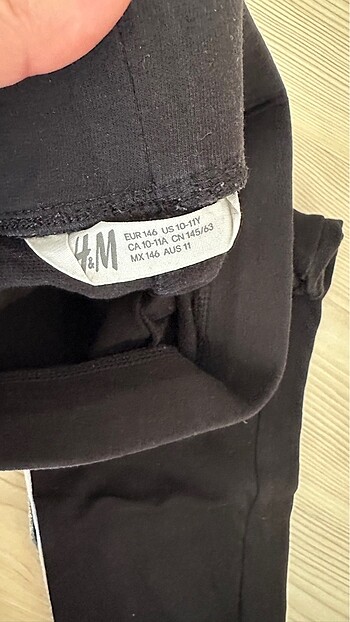 H&M
EUR 146 US 10-11Y
CA 10-11A CN 145/63
MX 146 AUS 11